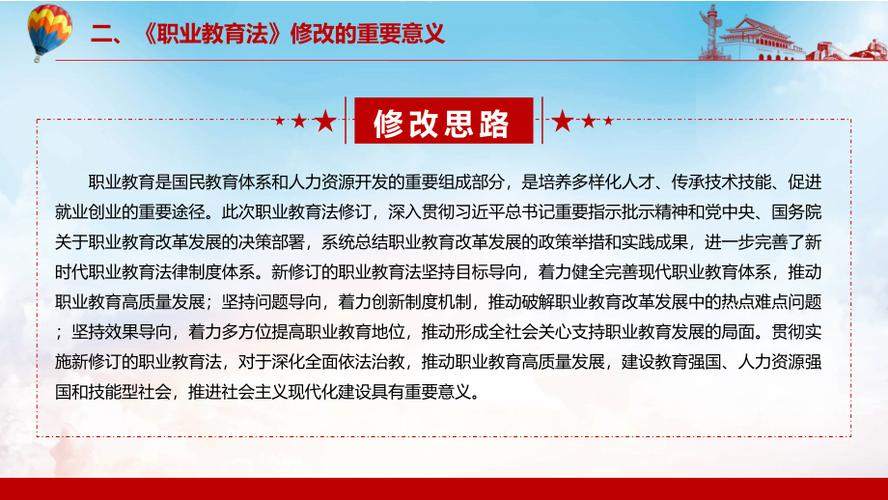 二、《职业教育法》修改的重要意义
修改思路
职业教育是国民教育体系和人力资源开发的重要组成部分，是培养多样化人才、传承技术技能、促进
就业创业的重要途径。此次职业教育法修订，深入贯彻习近平总书记重要指示批示精神和党中央、国务院
关于职业教育改革发展的决策部署，系统总结职业教育改革发展的政策举措和实践成果，进一步完善了新
时代职业教育法律制度体系。新修订的职业教育法坚持目标导向，着力健全完善现代职业教育体系，推动
职业教育高质量发展；坚持问题导向，着力创新制度机制，推动破解职业教育改革发展中的热点难点问题
；坚持效果导向，着力多方位提高职业教育地位，推动形成全社会关心支持职业教育发展的局面。贯彻实
施新修订的职业教育法，对于深化全面依法治教，推动职业教育高质量发展，建设教育强国、人力资源强
国和技能型社会，推进社会主义现代化建设具有重要意义。